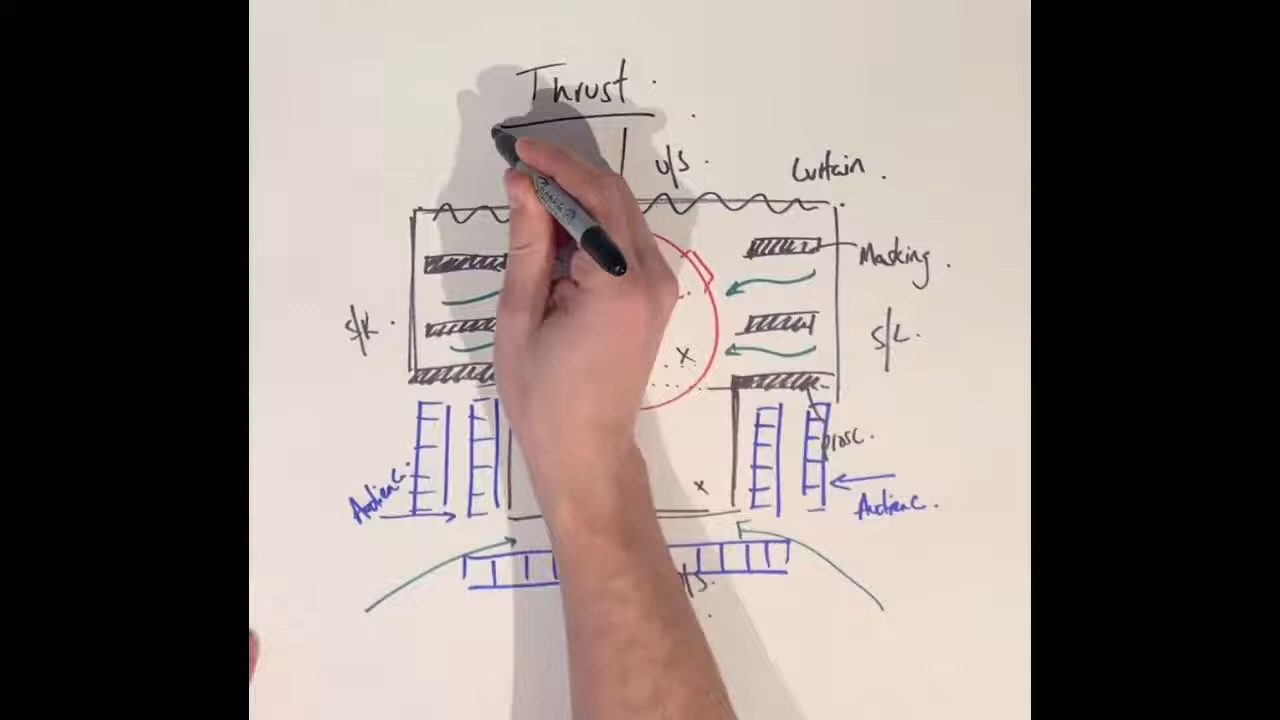 Thrust.
u/s.
Curtain.
Masking.
S/R.
S/L.
prosc.
Audienc.
Audienc.